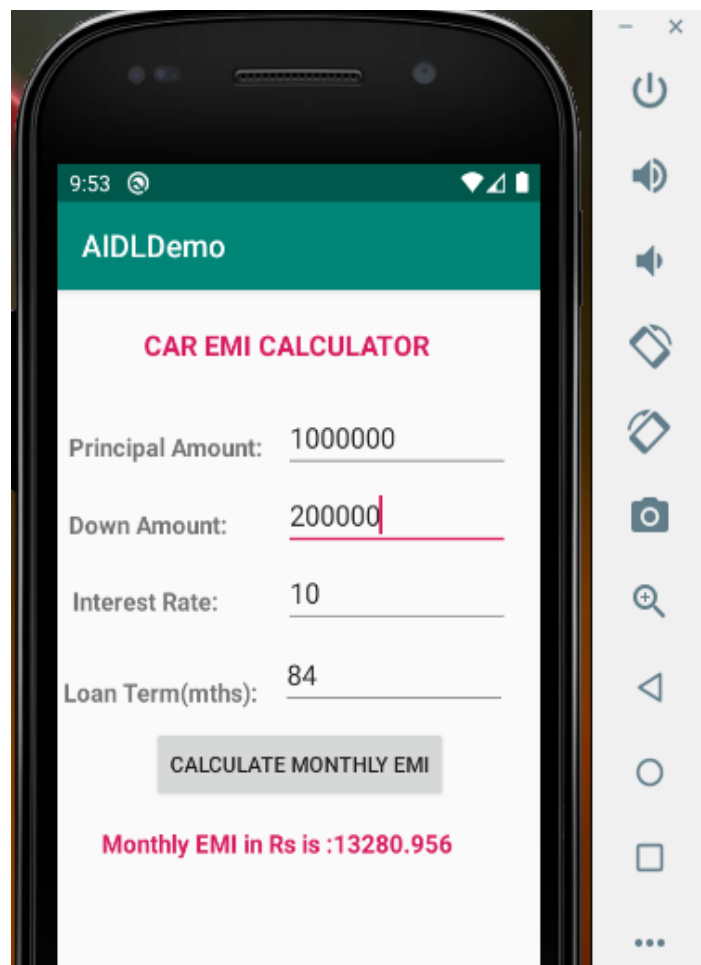 9:53
AIDLDemo
CAR EMI CALCULATOR
Principal Amount: 1000000
Down Amount: 200000
Interest Rate: 10
Loan Term(mths): 84
CALCULATE MONTHLY EMI
Monthly EMI in Rs is :13280.956